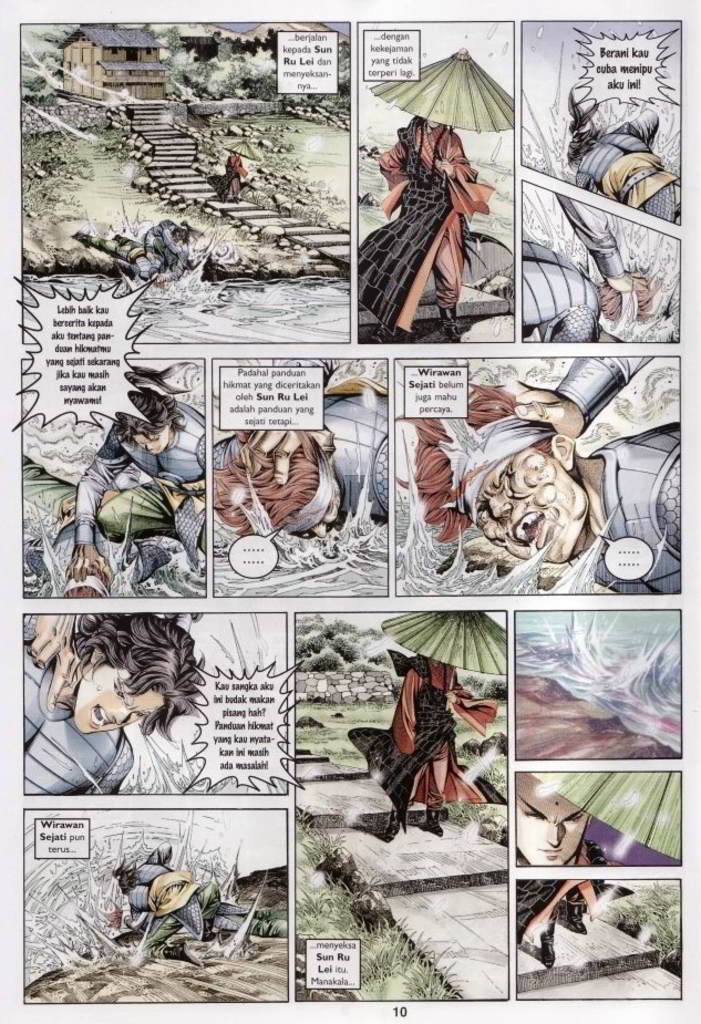 ...berjalan
kepada Sun
Ru Lei dan
menyeksan-
nya...
...dengan
kekejaman
yang tidak
terperi lagi.
Berani kau
cuba menipu
aku ini!
Lebih baik kau
bercerita kepada
aku tentang pan-
duan hikmatmu
yang sejati sekarang
jika kau masih
sayang akan
nyawamu!
Padahal panduan
hikmat yang diceritakan
oleh Sun Ru Lei
adalah panduan yang
sejati tetapi...
.....
.....
...Wirawan
Sejati belum
juga mahu
percaya.
.....
.....
Kau sangka aku
ini budak makan
pisang hah?
Panduan hikmat
yang kau nyata-
kan ini masih
ada masalah!
Wirawan
Sejati pun
terus...
...menyeksa
Sun Ru
Lei itu.
Manakala...
10